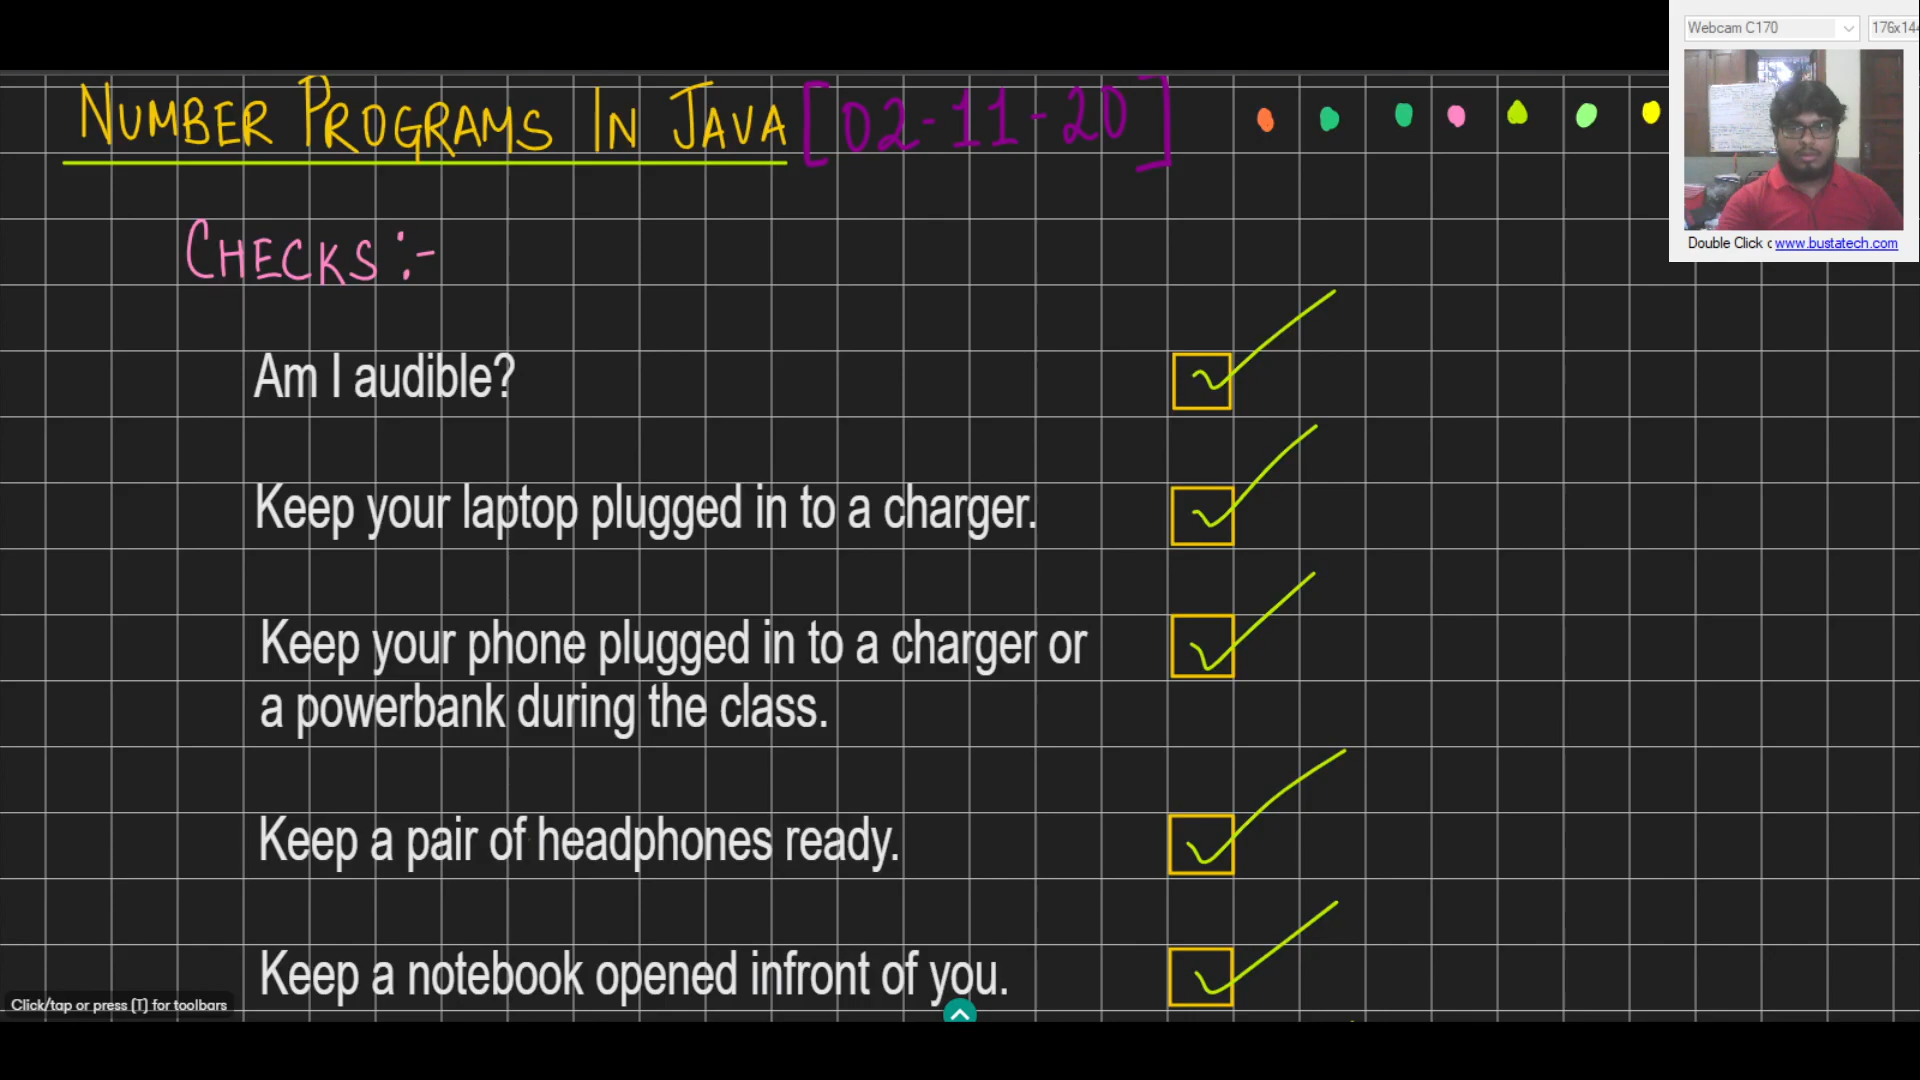 Webcam C170
176x144
NUMBER PROGRAMS IN JAVA [02-11-20]
Double Click
www.bustatech.com
CHECKS :-
Am I audible?
Keep your laptop plugged in to a charger.
Keep your phone plugged in to a charger or
a powerbank during the class.
Keep a pair of headphones ready.
Keep a notebook opened infront of you.
Click/tap or press (T) for toolbars